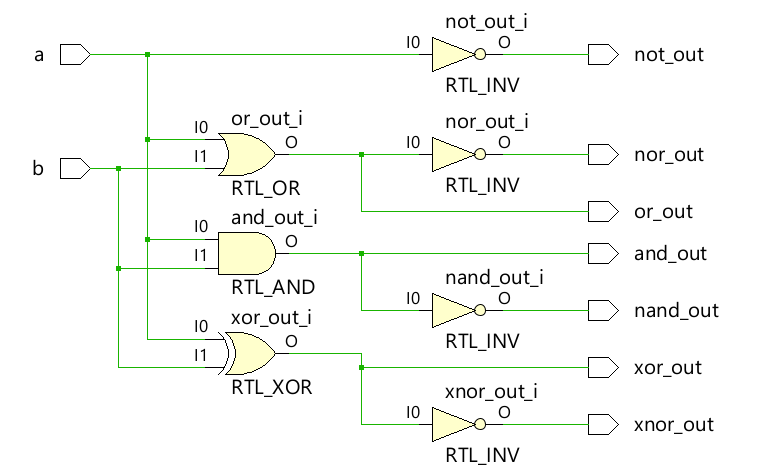 not_out_i
a
I0
O
not_out
RTL_INV
or_out_i
nor_out_i
I0
O
I0
O
nor_out
b
I1
RTL_OR
RTL_INV
or_out
and_out_i
I0
O
and_out
I1
RTL_AND
nand_out_i
I0
O
nand_out
xor_out_i
I0
O
RTL_INV
I1
xor_out
RTL_XOR
xnor_out_i
I0
O
xnor_out
RTL_INV